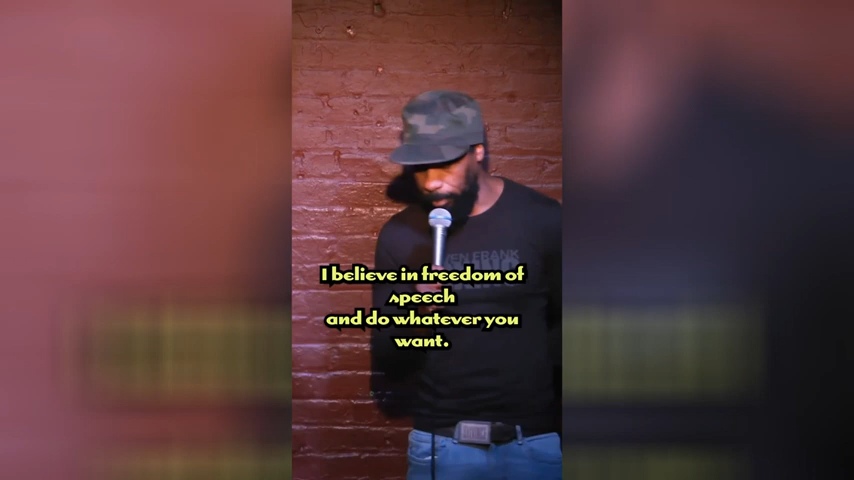 I believe in freedom of
speech
and do whatever you
want.